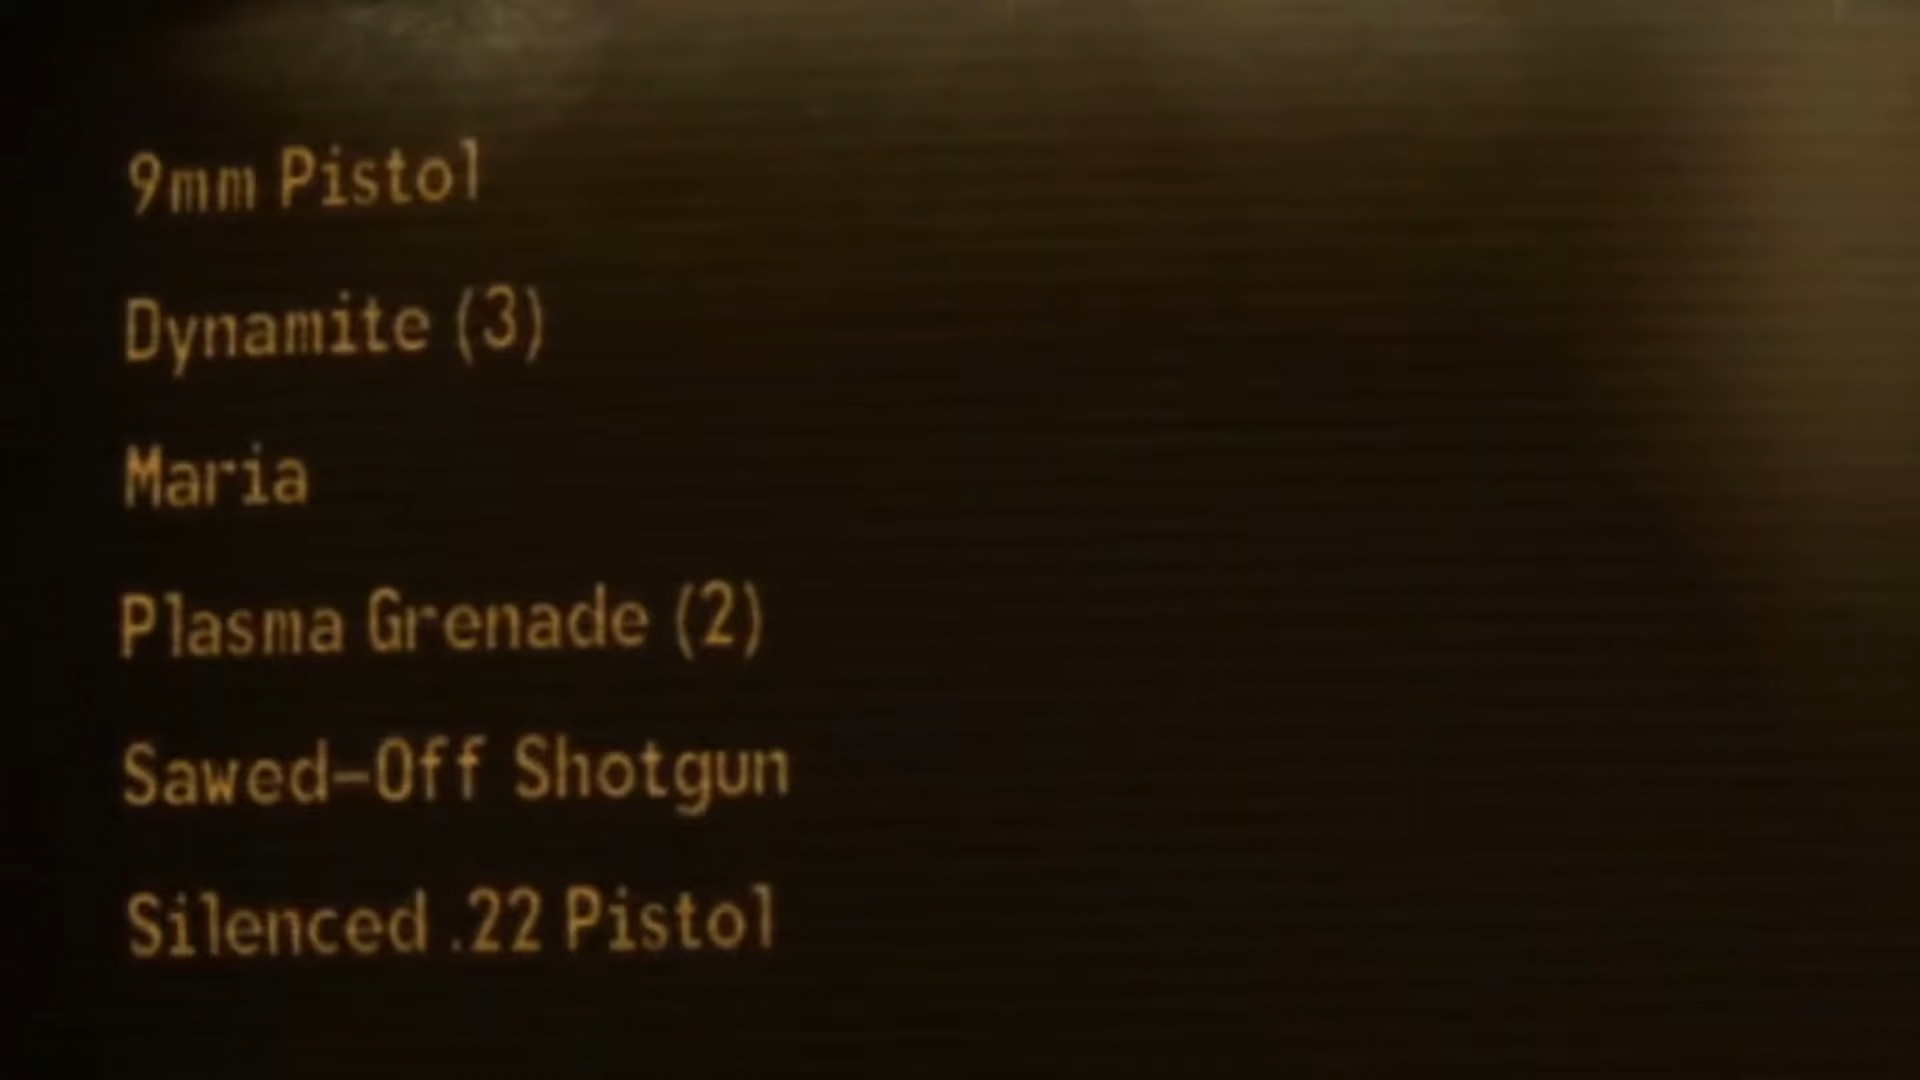 9mm Pistol
Dynamite (3)
Maria
Plasma Grenade (2)
Sawed-Off Shotgun
Silenced .22 Pistol